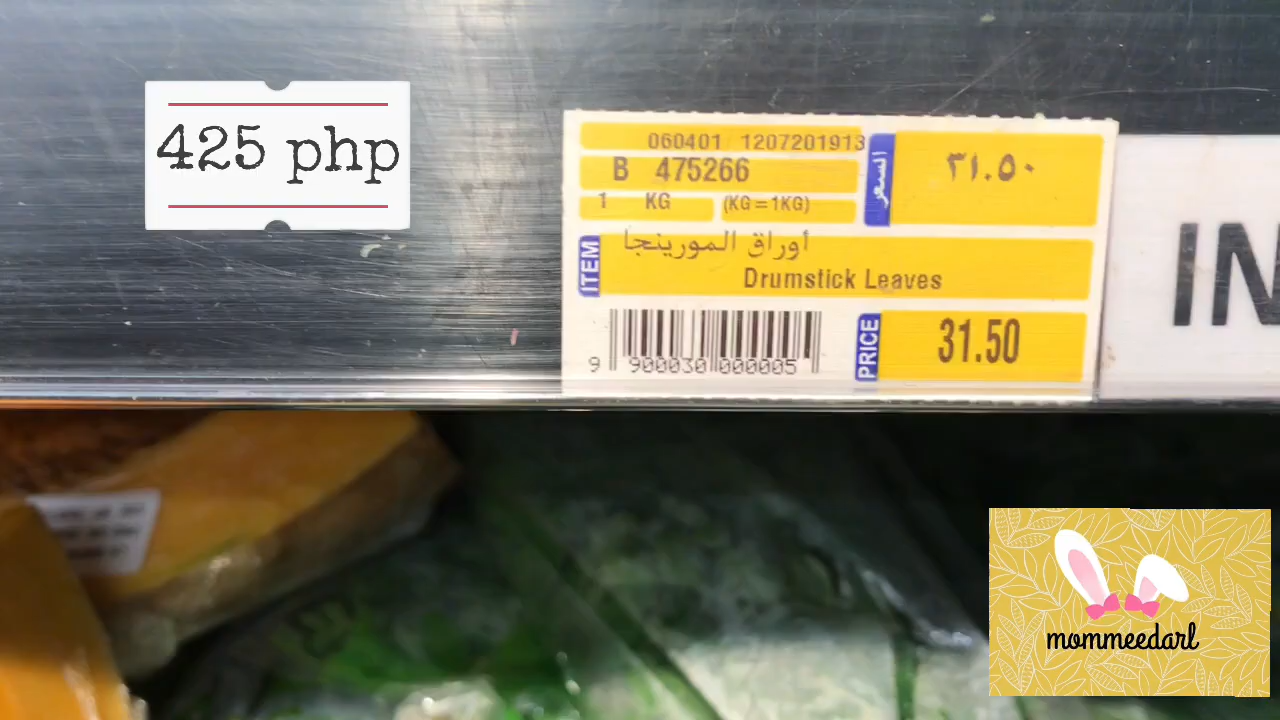 425 php
060401 1207201913
B 475266
1 KG (KG=1KG)
السعر
٣١.٥٠
ITEM
أوراق المورينجا
Drumstick Leaves
9 900030 000005
PRICE
31.50
IN
mommeedarl